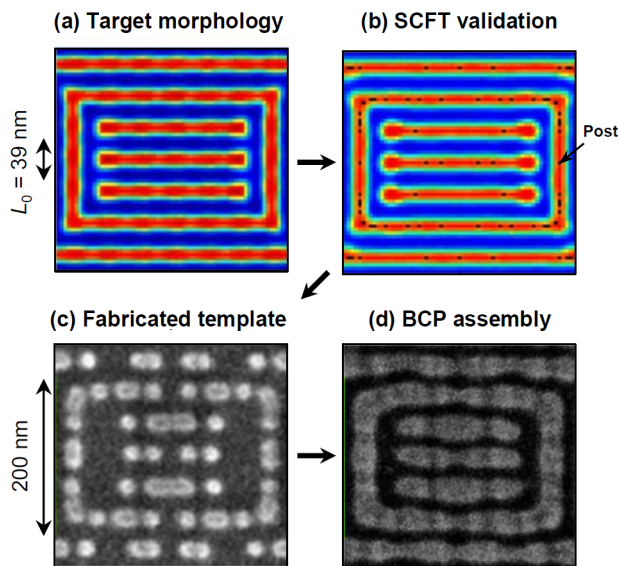 (a) Target morphology
(b) SCFT validation
L0 = 39 nm
Post
(c) Fabricated template
(d) BCP assembly
200 nm